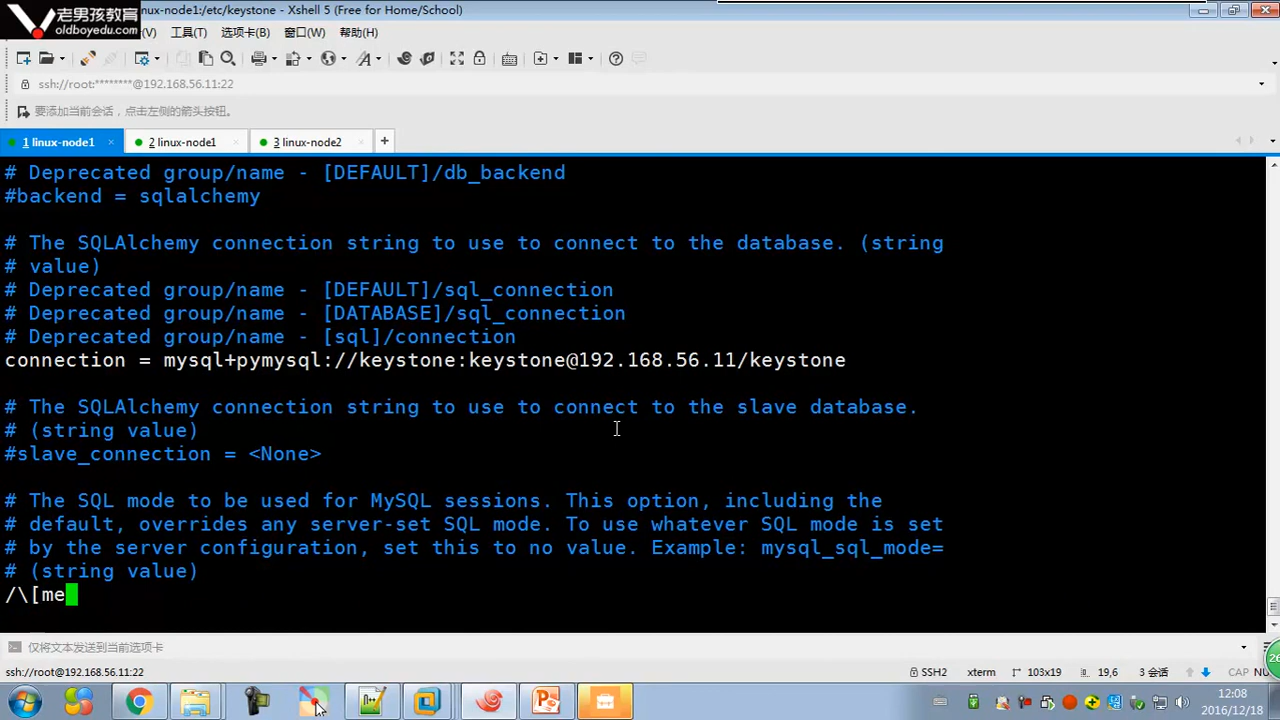 老男孩教育
oldboyedu.com
nux-node1:/etc/keystone - Xshell 5 (Free for Home/School)
(V) 工具(T) 选项卡(B) 窗口(W) 帮助(H)
ssh://root:********@192.168.56.11:22
要添加当前会话，点击左侧的箭头按钮。
1 linux-node1 × 2 linux-node1 × 3 linux-node2 × +
# Deprecated group/name - [DEFAULT]/db_backend
#backend = sqlalchemy
# The SQLAlchemy connection string to use to connect to the database. (string
# value)
# Deprecated group/name - [DEFAULT]/sql_connection
# Deprecated group/name - [DATABASE]/sql_connection
# Deprecated group/name - [sql]/connection
connection = mysql+pymysql://keystone:keystone@192.168.56.11/keystone
# The SQLAlchemy connection string to use to connect to the slave database.
# (string value)
#slave_connection = <None>
# The SQL mode to be used for MySQL sessions. This option, including the
# default, overrides any server-set SQL mode. To use whatever SQL mode is set
# by the server configuration, set this to no value. Example: mysql_sql_mode=
# (string value)
/\[me
仅将文本发送到当前选项卡
ssh://root@192.168.56.11:22 SSH2 xterm 103x19 19,6 3 会话 CAP NU
26
12:08
2016/12/18